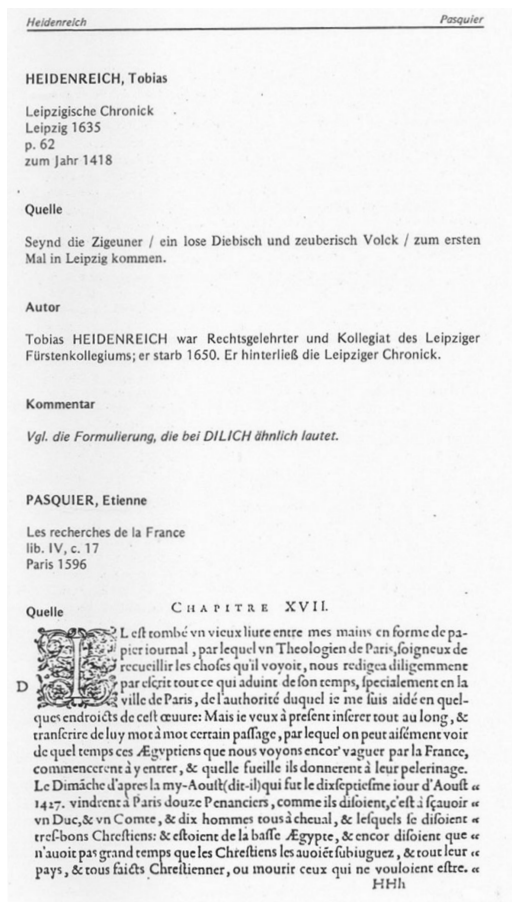 Heidenreich Pasquier
HEIDENREICH, Tobias
Leipzigische Chronick
Leipzig 1635
p. 62
zum Jahr 1418
Quelle
Seynd die Zigeuner / ein lose Diebisch und zeuberisch Volck / zum ersten
Mal in Leipzig kommen.
Autor
Tobias HEIDENREICH war Rechtsgelehrter und Kollegiat des Leipziger
Fürstenkollegiums; er starb 1650. Er hinterließ die Leipziger Chronick.
Kommentar
Vgl. die Formulierung, die bei DILICH ähnlich lautet.
PASQUIER, Etienne
Les recherches de la France
lib. IV, c. 17
Paris 1596
Quelle
CHAPITRE XVII.
IL eſt tombé vn vieux liure entre mes mains en forme de pa-
pier iournal, par lequel vn Theologien de Paris, ſoigneux de
recueillir les choſes qu'il voyoit, nous redigea diligemment
D par eſcrit tout ce qui aduint de ſon temps, ſpecialement en la
ville de Paris, de l'authorité duquel ie me ſuis aidé en quel-
ques endroicts de ceſt œuure: Mais ie veux à preſent inſerer tout au long, &
tranſcrire de luy mot à mot certain paſſage, par lequel on peut aiſément voir
de quel temps ces Ægyptiens que nous voyons encor' vaguer par la France,
commencerent à y entrer, & quelle fueille ils donnerent à leur pelerinage.
Le Dimāche d'apres la my-Aouſt (dit-il) qui fut le dixſeptieſme iour d'Aouſt «
1427. vindrent à Paris douze Penanciers, comme ils diſoient, c'eſt à ſçauoir «
vn Duc, & vn Comte, & dix hommes tous à cheual, & leſquels ſe diſoient «
treſ-bons Chreſtiens: & eſtoient de la baſſe Ægypte, & encor diſoient que «
n'auoit pas grand temps que les Chreſtiens les auoiēt ſubiuguez, & tout leur «
pays, & tous faicts Chreſtienner, ou mourir ceux qui ne vouloient eſtre. «
HHh